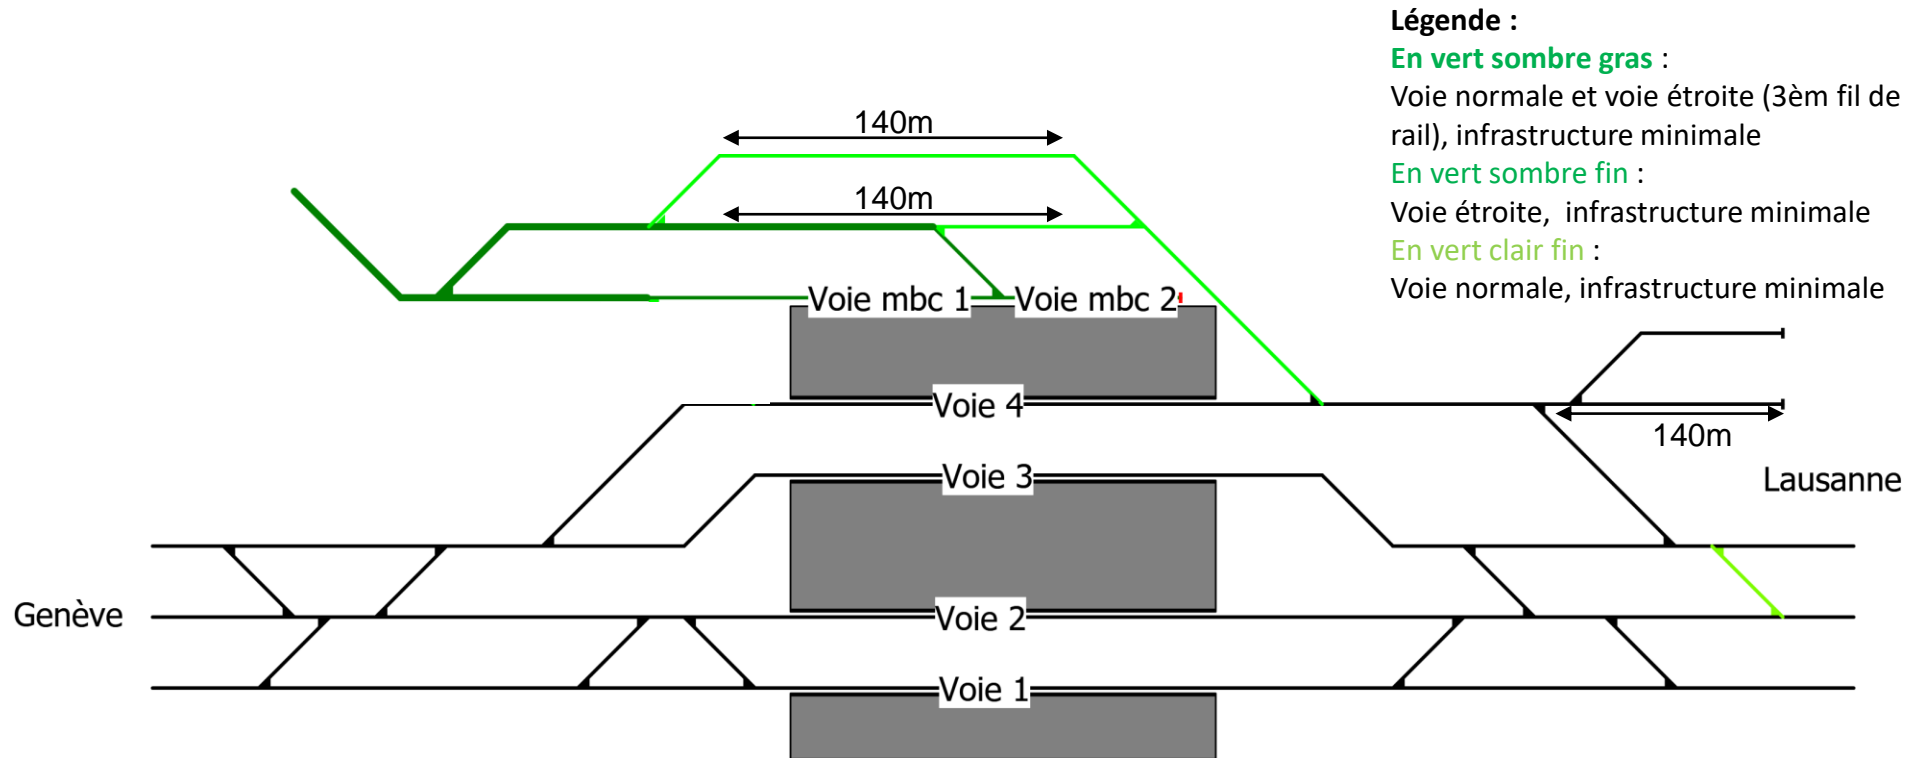 Légende :
En vert sombre gras :
Voie normale et voie étroite (3èm fil de
rail), infrastructure minimale
En vert sombre fin :
Voie étroite,  infrastructure minimale
En vert clair fin :
Voie normale, infrastructure minimale
140m
140m
Voie mbc 1
Voie mbc 2
Voie 4
140m
Voie 3
Lausanne
Genève
Voie 2
Voie 1